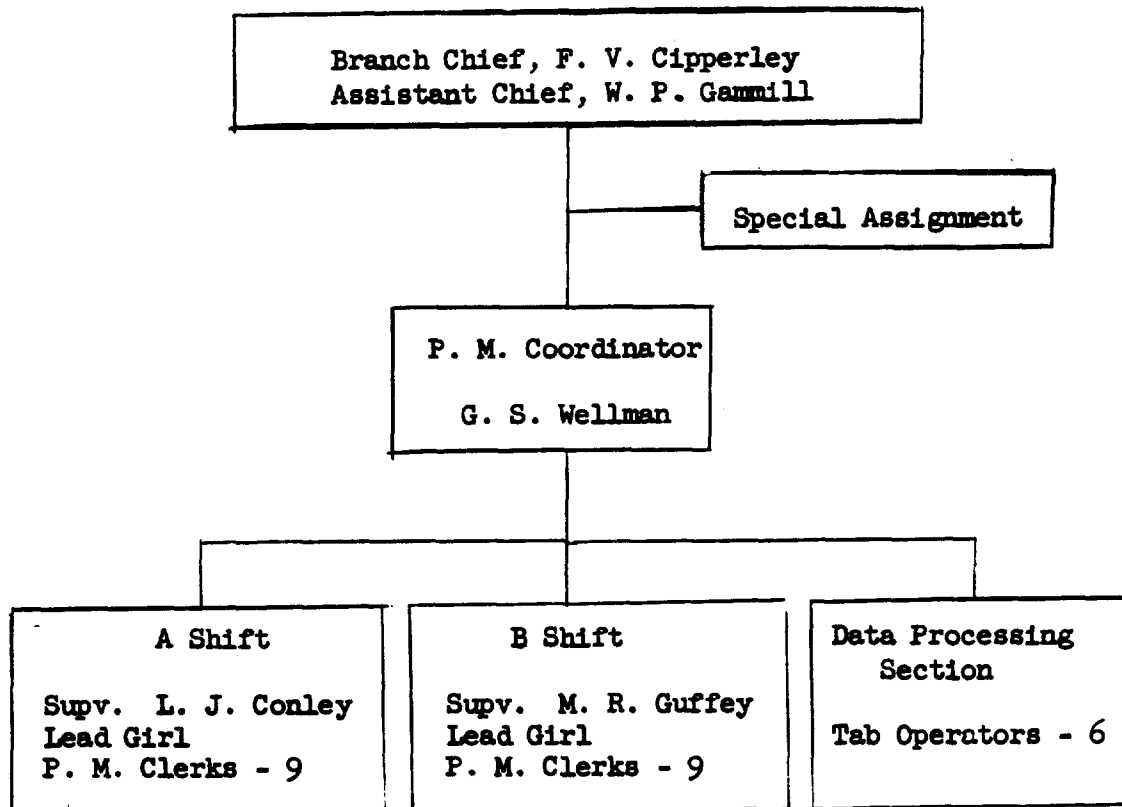 Branch Chief, F. V. Cipperley
Assistant Chief, W. P. Gammill
Special Assignment
P. M. Coordinator
G. S. Wellman
A Shift
Supv. L. J. Conley
Lead Girl
P. M. Clerks - 9
B Shift
Supv. M. R. Guffey
Lead Girl
P. M. Clerks - 9
Data Processing
Section
Tab Operators - 6